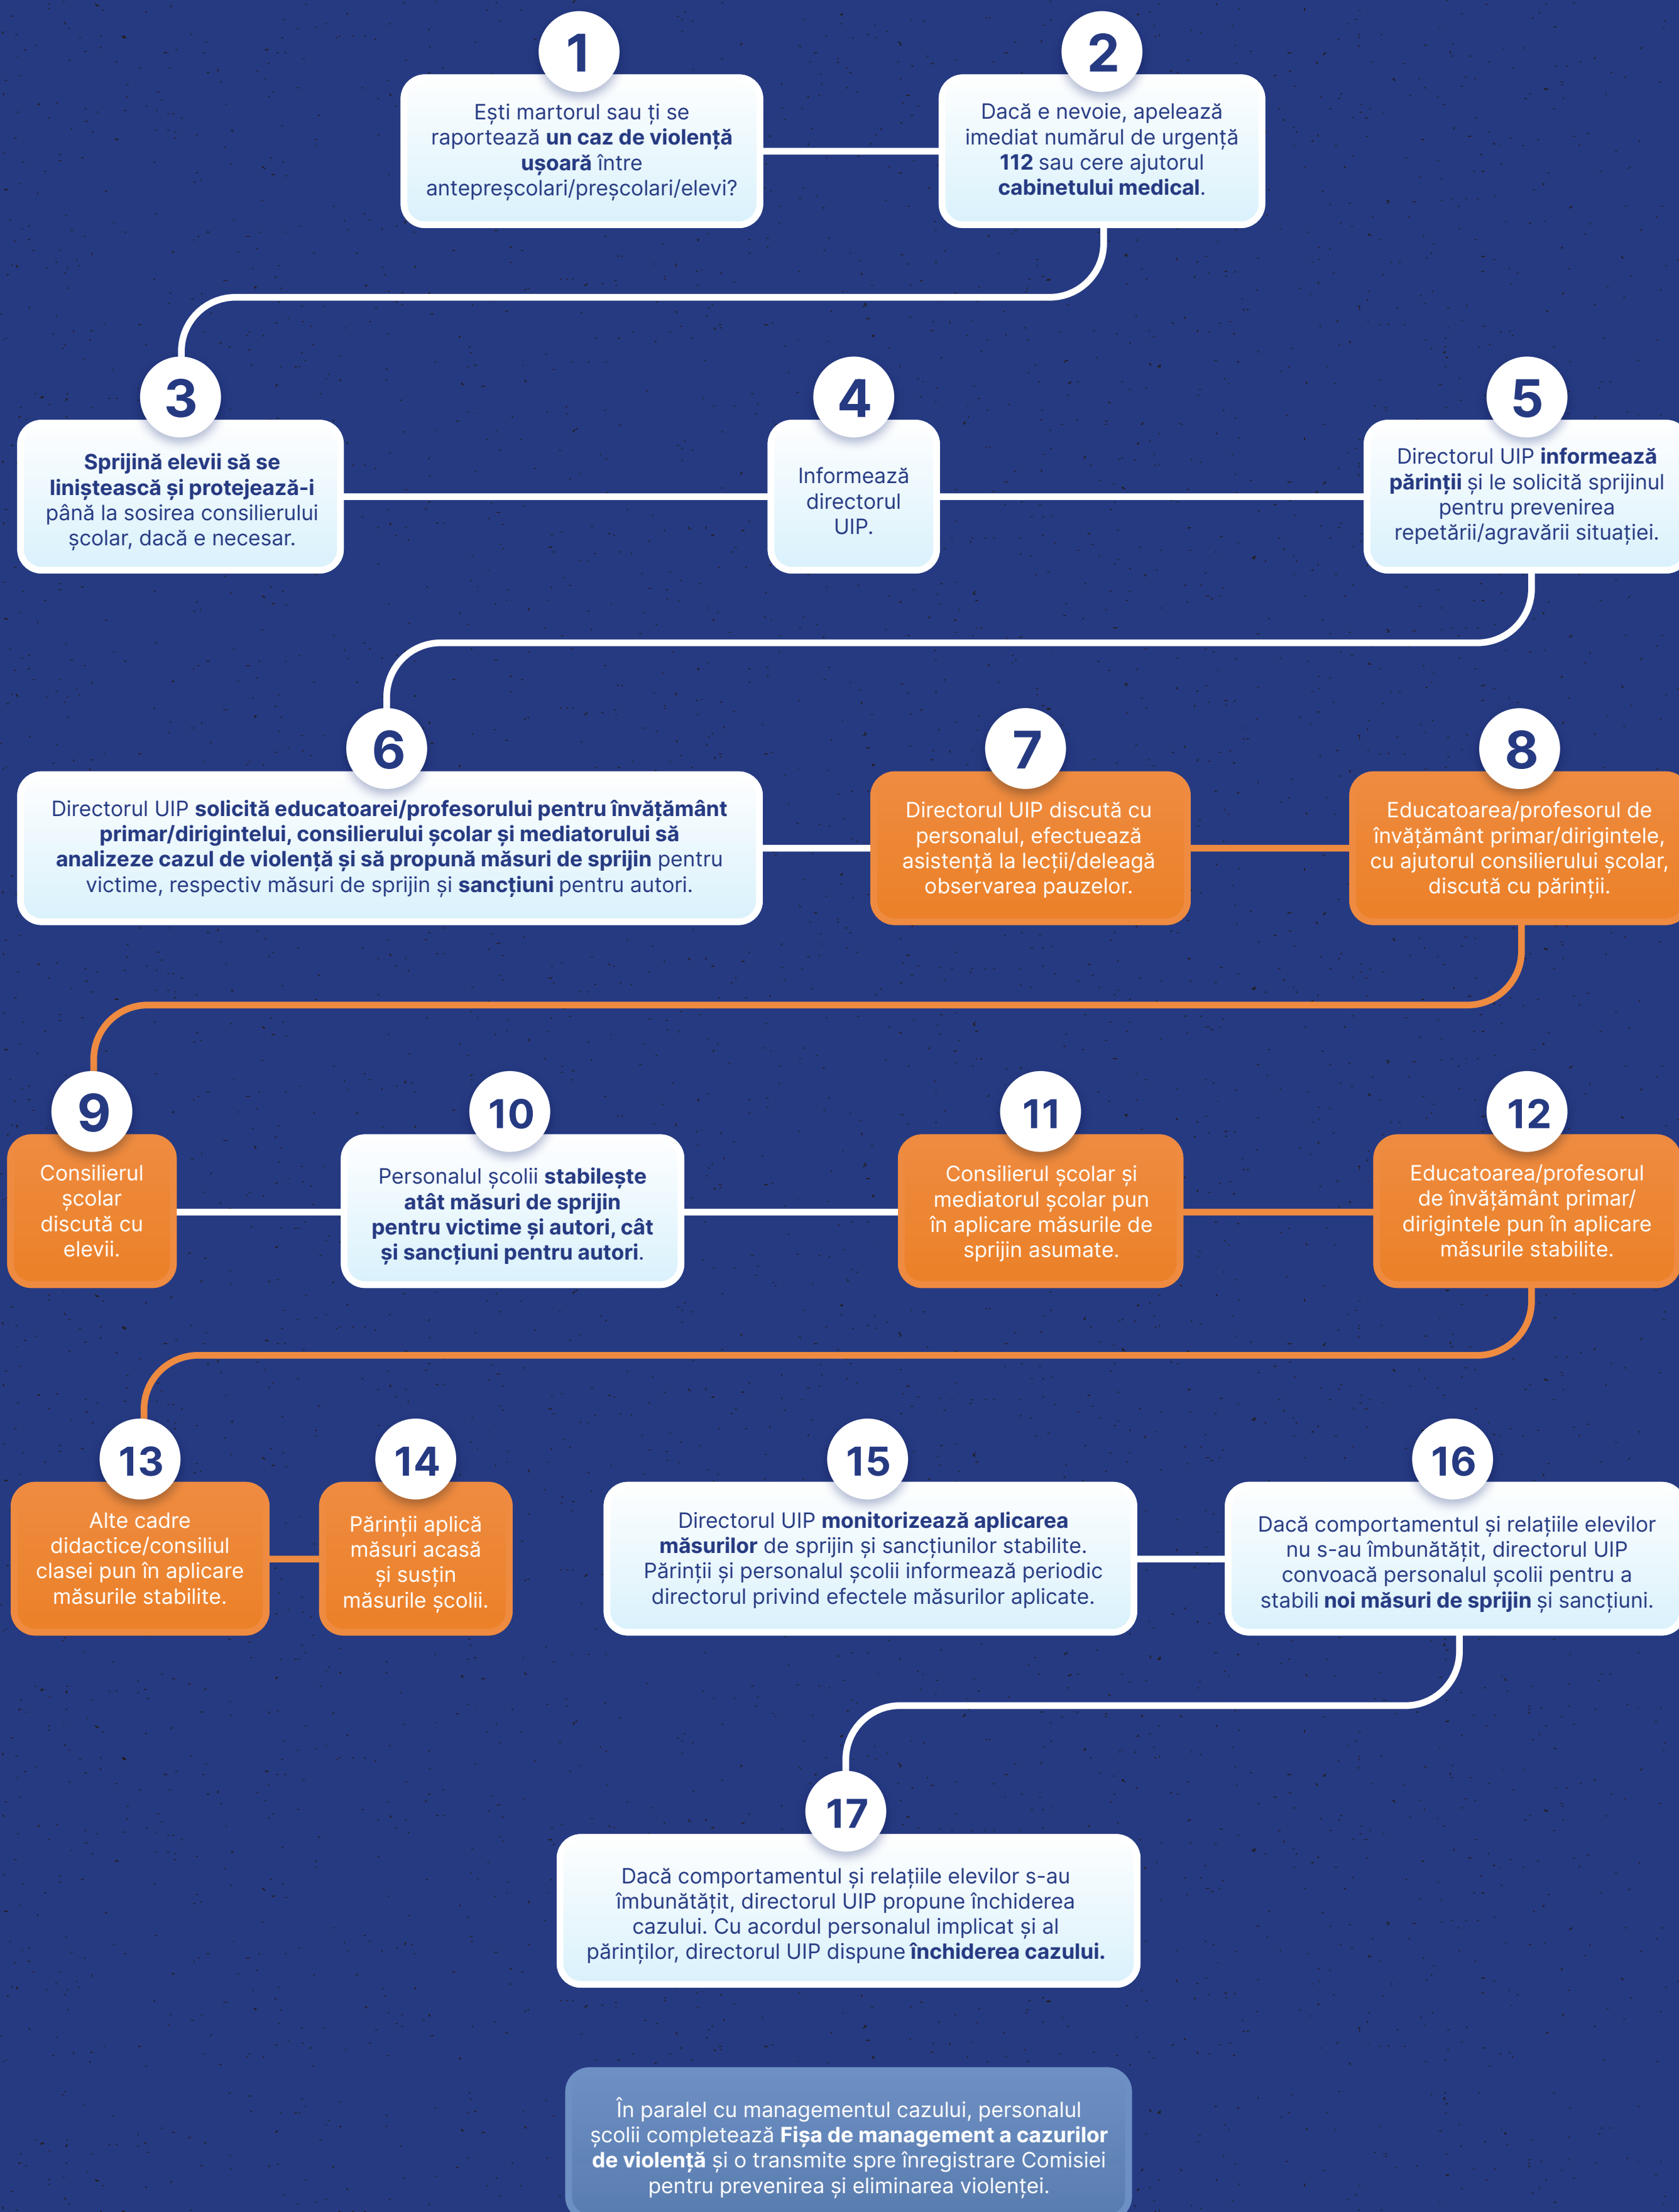 1
Ești martorul sau ți se
raportează un caz de violență
ușoară între
antepreșcolari/preșcolari/elevi?
2
Dacă e nevoie, apelează
imediat numărul de urgență
112 sau cere ajutorul
cabinetului medical.
3
Sprijină elevii să se
liniștească și protejează-i
până la sosirea consilierului
școlar, dacă e necesar.
4
Informează
directorul
UIP.
5
Directorul UIP informează
părinții și le solicită sprijinul
pentru prevenirea
repetării/agravării situației.
6
Directorul UIP solicită educatoarei/profesorului pentru învățământ
primar/dirigintelui, consilierului școlar și mediatorului să
analizeze cazul de violență și să propună măsuri de sprijin pentru
victime, respectiv măsuri de sprijin și sancțiuni pentru autori.
7
Directorul UIP discută cu
personalul, efectuează
asistență la lecții/deleagă
observarea pauzelor.
8
Educatoarea/profesorul de
învățământ primar/dirigintele,
cu ajutorul consilierului școlar,
discută cu părinții.
9
Consilierul
școlar
discută cu
elevii.
10
Personalul școlii stabilește
atât măsuri de sprijin
pentru victime și autori, cât
și sancțiuni pentru autori.
11
Consilierul școlar și
mediatorul școlar pun
în aplicare măsurile de
sprijin asumate.
12
Educatoarea/profesorul
de învățământ primar/
dirigintele pun în aplicare
măsurile stabilite.
13
Alte cadre
didactice/consiliul
clasei pun în aplicare
măsurile stabilite.
14
Părinții aplică
măsuri acasă
și susțin
măsurile școlii.
15
Directorul UIP monitorizează aplicarea
măsurilor de sprijin și sancțiunilor stabilite.
Părinții și personalul școlii informează periodic
directorul privind efectele măsurilor aplicate.
16
Dacă comportamentul și relațiile elevilor
nu s-au îmbunătățit, directorul UIP
convoacă personalul școlii pentru a
stabili noi măsuri de sprijin și sancțiuni.
17
Dacă comportamentul și relațiile elevilor s-au
îmbunătățit, directorul UIP propune închiderea
cazului. Cu acordul personalul implicat și al
părinților, directorul UIP dispune închiderea cazului.
În paralel cu managementul cazului, personalul
școlii completează Fișa de management a cazurilor
de violență și o transmite spre înregistrare Comisiei
pentru prevenirea și eliminarea violenței.